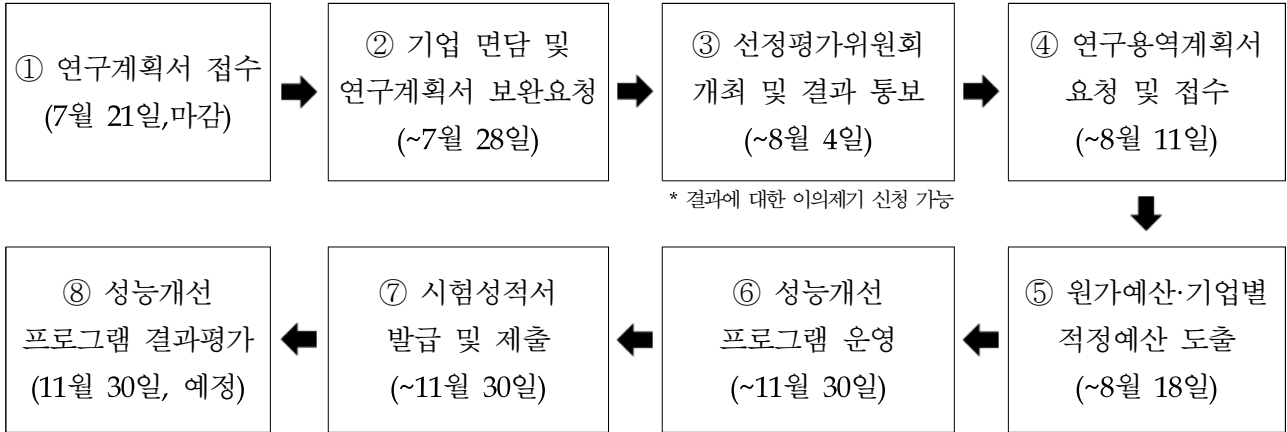 ① 연구계획서 접수
(7월 21일,마감)
② 기업 면담 및
연구계획서 보완요청
(~7월 28일)
③ 선정평가위원회
개최 및 결과 통보
(~8월 4일)
* 결과에 대한 이의제기 신청 가능
④ 연구용역계획서
요청 및 접수
(~8월 11일)
⑤ 원가예산·기업별
적정예산 도출
(~8월 18일)
⑥ 성능개선
프로그램 운영
(~11월 30일)
⑦ 시험성적서
발급 및 제출
(~11월 30일)
⑧ 성능개선
프로그램 결과평가
(11월 30일, 예정)